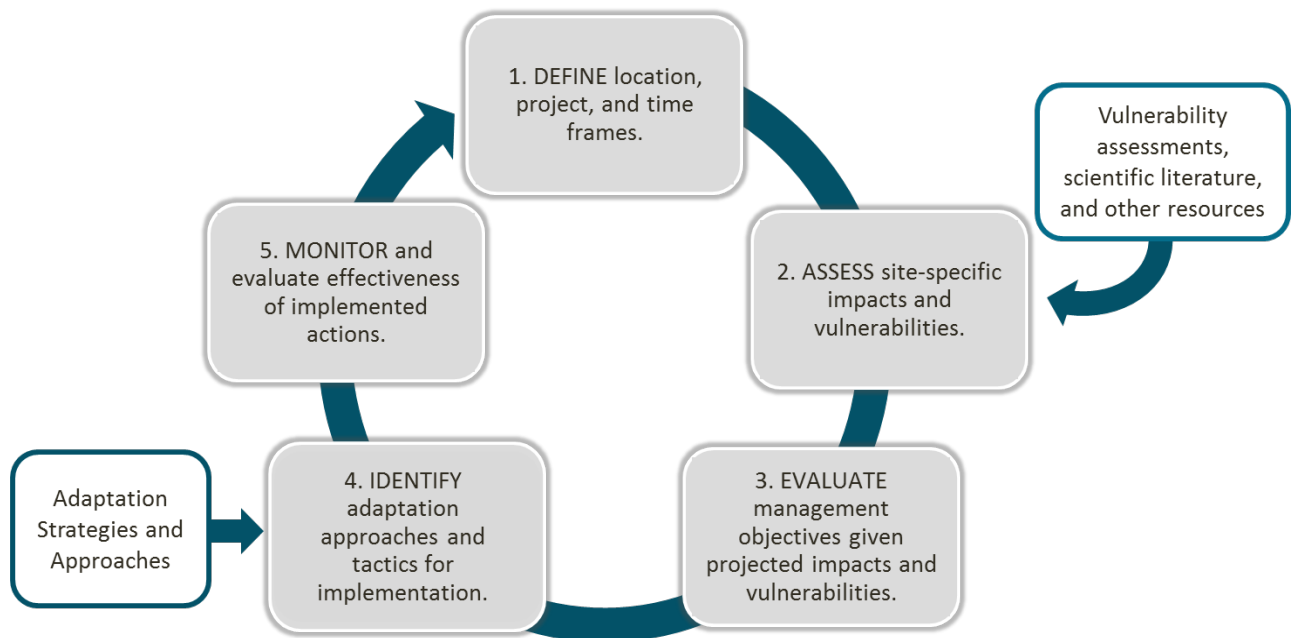 1. DEFINE location,
project, and time
frames.
Vulnerability
assessments,
scientific literature,
and other resources
2. ASSESS site-specific
impacts and
vulnerabilities.
3. EVALUATE
management
objectives given
projected impacts and
vulnerabilities.
4. IDENTIFY
adaptation
approaches and
tactics for
implementation.
Adaptation
Strategies and
Approaches
5. MONITOR and
evaluate effectiveness
of implemented
actions.